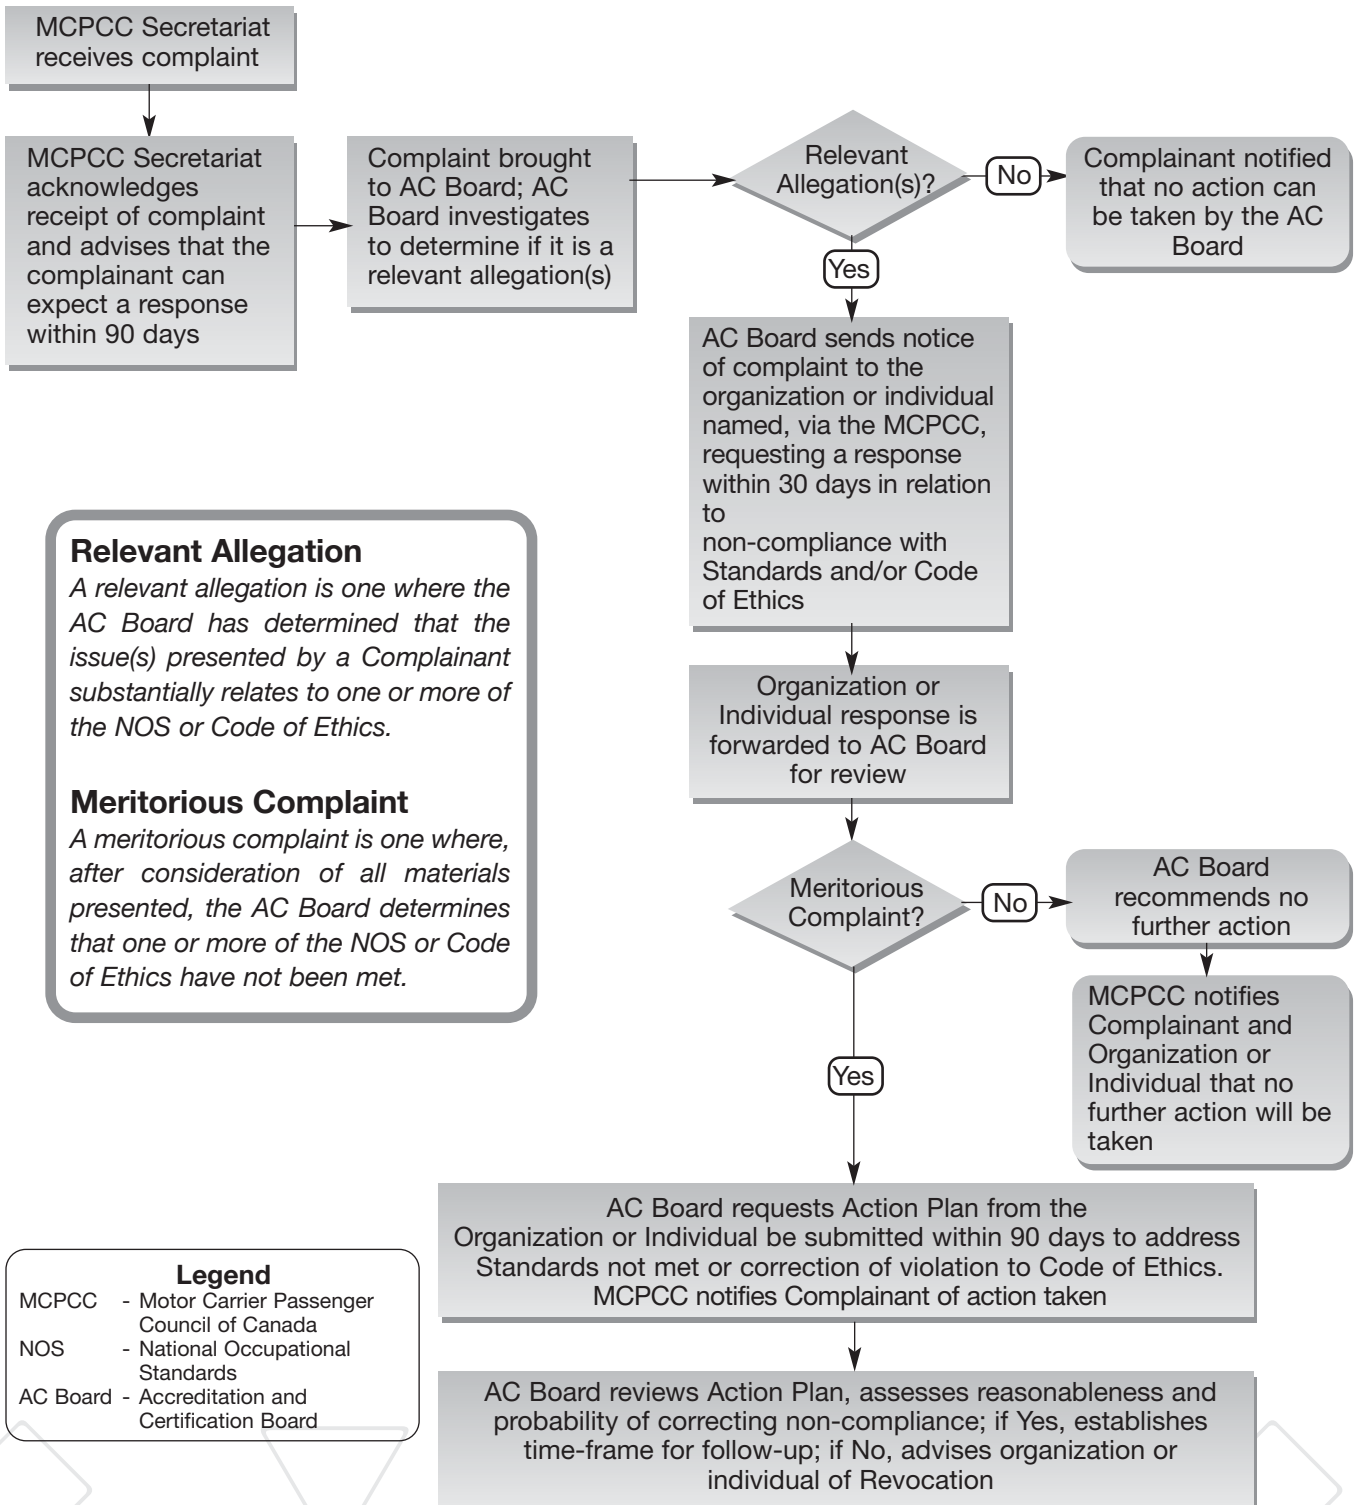 MCPCC Secretariat
receives complaint
MCPCC Secretariat
acknowledges
receipt of complaint
and advises that the
complainant can
expect a response
within 90 days
Complaint brought
to AC Board; AC
Board investigates
to determine if it is a
relevant allegation(s)
Relevant
Allegation(s)?
No
Complainant notified
that no action can
be taken by the AC
Board
Yes
AC Board sends notice
of complaint to the
organization or individual
named, via the MCPCC,
requesting a response
within 30 days in relation
to
non-compliance with
Standards and/or Code
of Ethics
Relevant Allegation
A relevant allegation is one where the
AC Board has determined that the
issue(s) presented by a Complainant
substantially relates to one or more of
the NOS or Code of Ethics.
Meritorious Complaint
A meritorious complaint is one where,
after consideration of all materials
presented, the AC Board determines
that one or more of the NOS or Code
of Ethics have not been met.
Organization or
Individual response is
forwarded to AC Board
for review
Meritorious
Complaint?
No
AC Board
recommends no
further action
MCPCC notifies
Complainant and
Organization or
Individual that no
further action will be
taken
Yes
AC Board requests Action Plan from the
Organization or Individual be submitted within 90 days to address
Standards not met or correction of violation to Code of Ethics.
MCPCC notifies Complainant of action taken
Legend
MCPCC - Motor Carrier Passenger
Council of Canada
NOS - National Occupational
Standards
AC Board - Accreditation and
Certification Board
AC Board reviews Action Plan, assesses reasonableness and
probability of correcting non-compliance; if Yes, establishes
time-frame for follow-up; if No, advises organization or
individual of Revocation